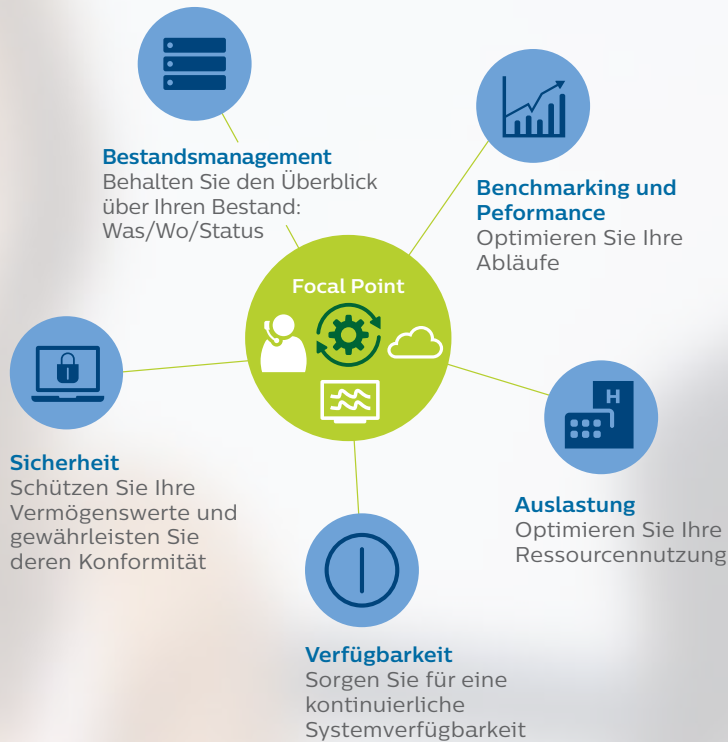 Bestandsmanagement
Behalten Sie den Überblick
über Ihren Bestand:
Was/Wo/Status
Benchmarking und
Peformance
Optimieren Sie Ihre
Abläufe
Focal Point
H
Sicherheit
Schützen Sie Ihre
Vermögenswerte und
gewährleisten Sie
deren Konformität
Auslastung
Optimieren Sie Ihre
Ressourcennutzung
Verfügbarkeit
Sorgen Sie für eine
kontinuierliche
Systemverfügbarkeit